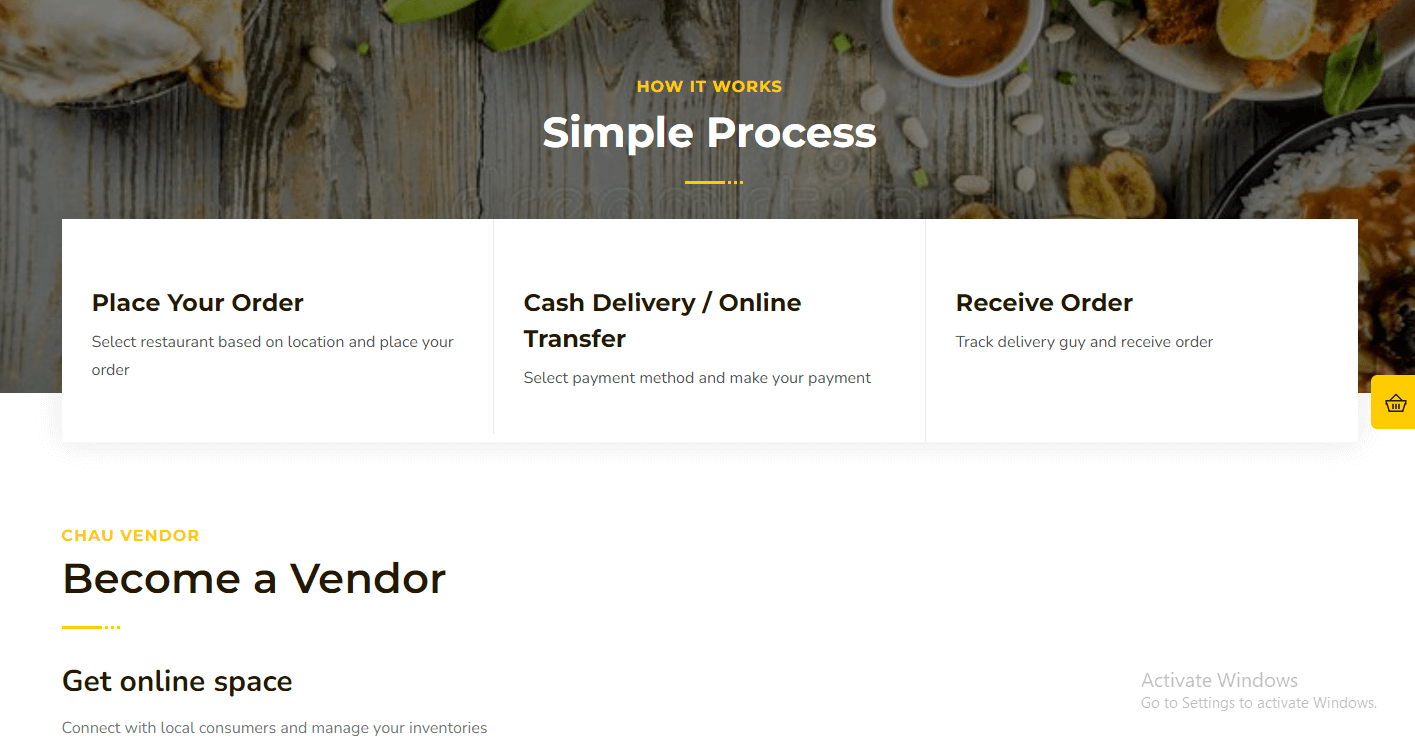 HOW IT WORKS
Simple Process
Place Your Order
Select restaurant based on location and place your
order
Cash Delivery / Online
Transfer
Select payment method and make your payment
Receive Order
Track delivery guy and receive order
CHAU VENDOR
Become a Vendor
Get online space
Connect with local consumers and manage your inventories
Activate Windows
Go to Settings to activate Windows.